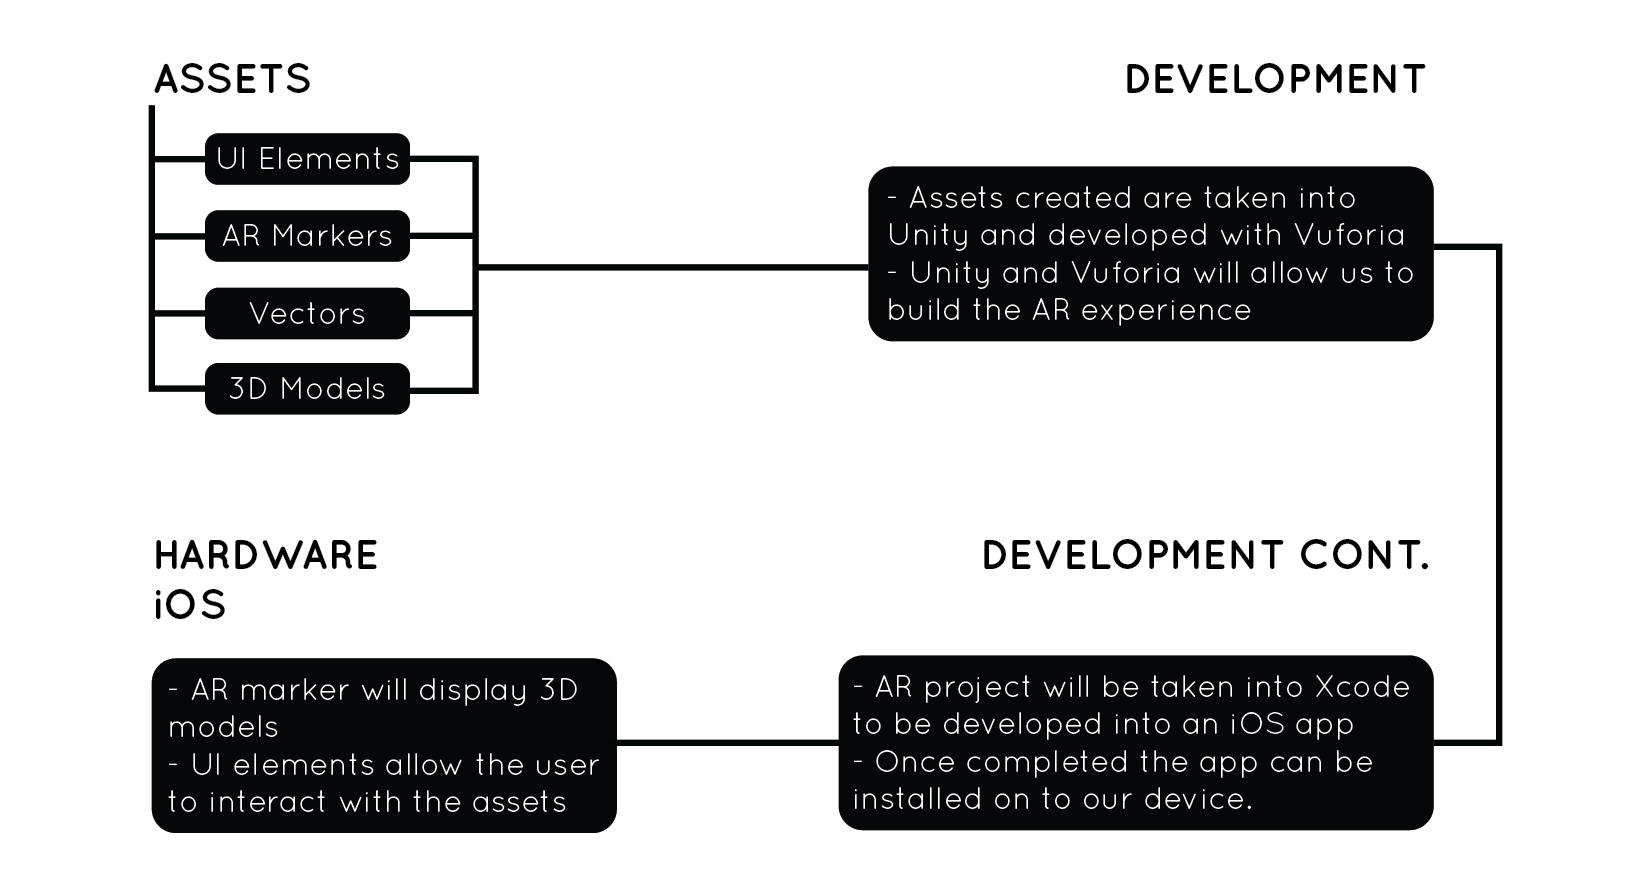 ASSETS
UI Elements
AR Markers
Vectors
3D Models
DEVELOPMENT
- Assets created are taken into
Unity and developed with Vuforia
- Unity and Vuforia will allow us to
build the AR experience
HARDWARE
iOS
- AR marker will display 3D
models
- UI elements allow the user
to interact with the assets
DEVELOPMENT CONT.
- AR project will be taken into Xcode
to be developed into an iOS app
- Once completed the app can be
installed on to our device.